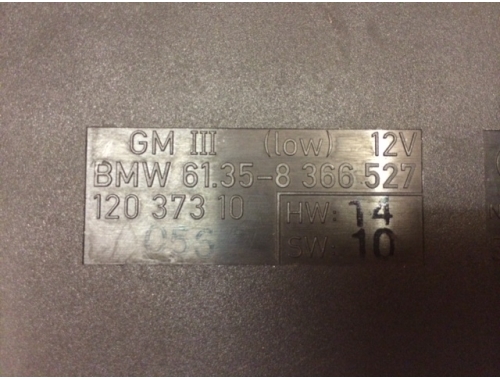 GM III (low) 12V
BMW 61.35-8 366 527
120 373 10 HW: 14
SW 10